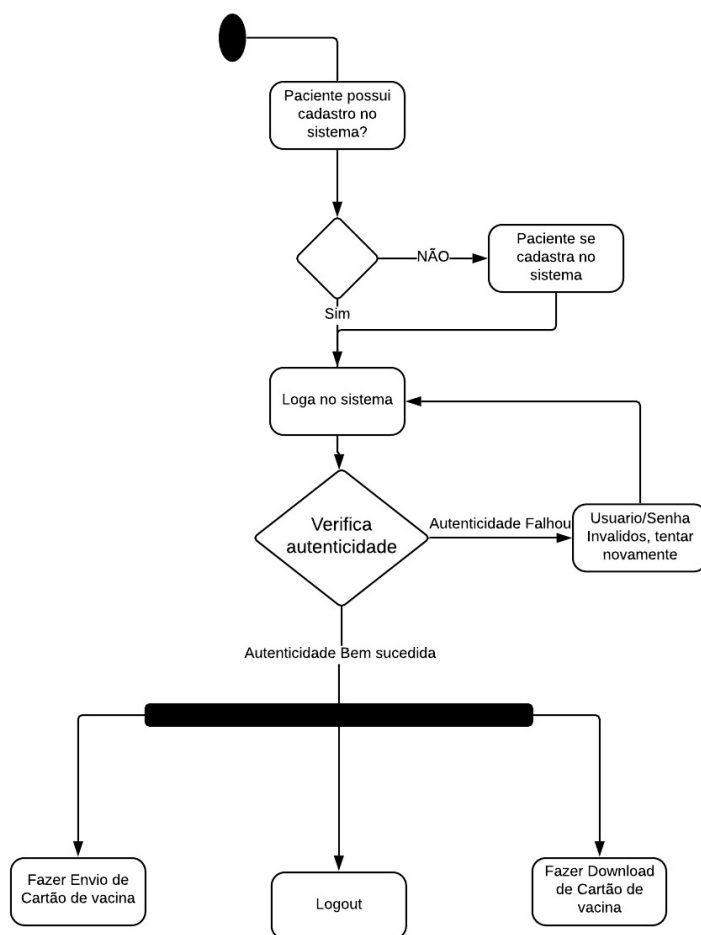 Paciente possui
cadastro no
sistema?
NÃO
Paciente se
cadastra no
sistema
Sim
Loga no sistema
Verifica
autenticidade
Autenticidade Falhou
Usuario/Senha
Invalidos, tentar
novamente
Autenticidade Bem sucedida
Fazer Envio de
Cartão de vacina
Logout
Fazer Download
de Cartão de
vacina